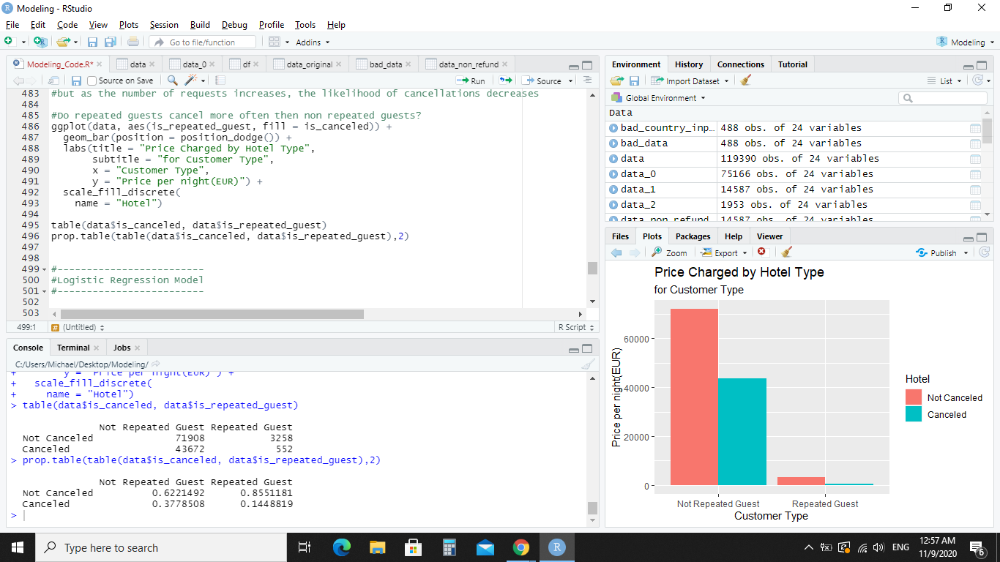 Modeling - RStudio
File Edit Code View Plots Session Build Debug Profile Tools Help
Go to file/function Addins Modeling
Modeling_Code.R* data data_0 df data_original bad_data data_non_refund
Source on Save Run Source
483 #but as the number of requests increases, the likelihood of cancellations decreases
484
485 #Do repeated guests cancel more often then non repeated guests?
486 ggplot(data, aes(is_repeated_guest, fill = is_canceled)) +
487 geom_bar(position = position_dodge()) +
488 labs(title = "Price Charged by Hotel Type",
489 subtitle = "for Customer Type",
490 x = "Customer Type",
491 y = "Price per night(EUR)") +
492 scale_fill_discrete(
493 name = "Hotel")
494
495 table(data$is_canceled, data$is_repeated_guest)
496 prop.table(table(data$is_canceled, data$is_repeated_guest),2)
497
498
499 #-------------------------
500 #Logistic Regression Model
501 #-------------------------
502
503
499:1 # (Untitled) R Script
Console Terminal Jobs
C:/Users/Michael/Desktop/Modeling/
+ y = "Price per night(EUR)") +
+ scale_fill_discrete(
+ name = "Hotel")
> table(data$is_canceled, data$is_repeated_guest)
Not Repeated Guest Repeated Guest
Not Canceled 71908 3258
Canceled 43672 552
> prop.table(table(data$is_canceled, data$is_repeated_guest),2)
Not Repeated Guest Repeated Guest
Not Canceled 0.6221492 0.8551181
Canceled 0.3778508 0.1448819
>
Environment History Connections Tutorial
Import Dataset List
Global Environment
Data
bad_country_inp… 488 obs. of 24 variables
bad_data 488 obs. of 24 variables
data 119390 obs. of 24 variables
data_0 75166 obs. of 24 variables
data_1 14587 obs. of 24 variables
data_2 1953 obs. of 24 variables
data_non_refund 14587 obs. of 24 variables
Files Plots Packages Help Viewer
Zoom Export Publish
Price Charged by Hotel Type
for Customer Type
Price per night(EUR)
60000
40000
20000
0
Not Repeated Guest Repeated Guest
Customer Type
Hotel
Not Canceled
Canceled
Type here to search
R
ENG
12:57 AM
11/9/2020
6